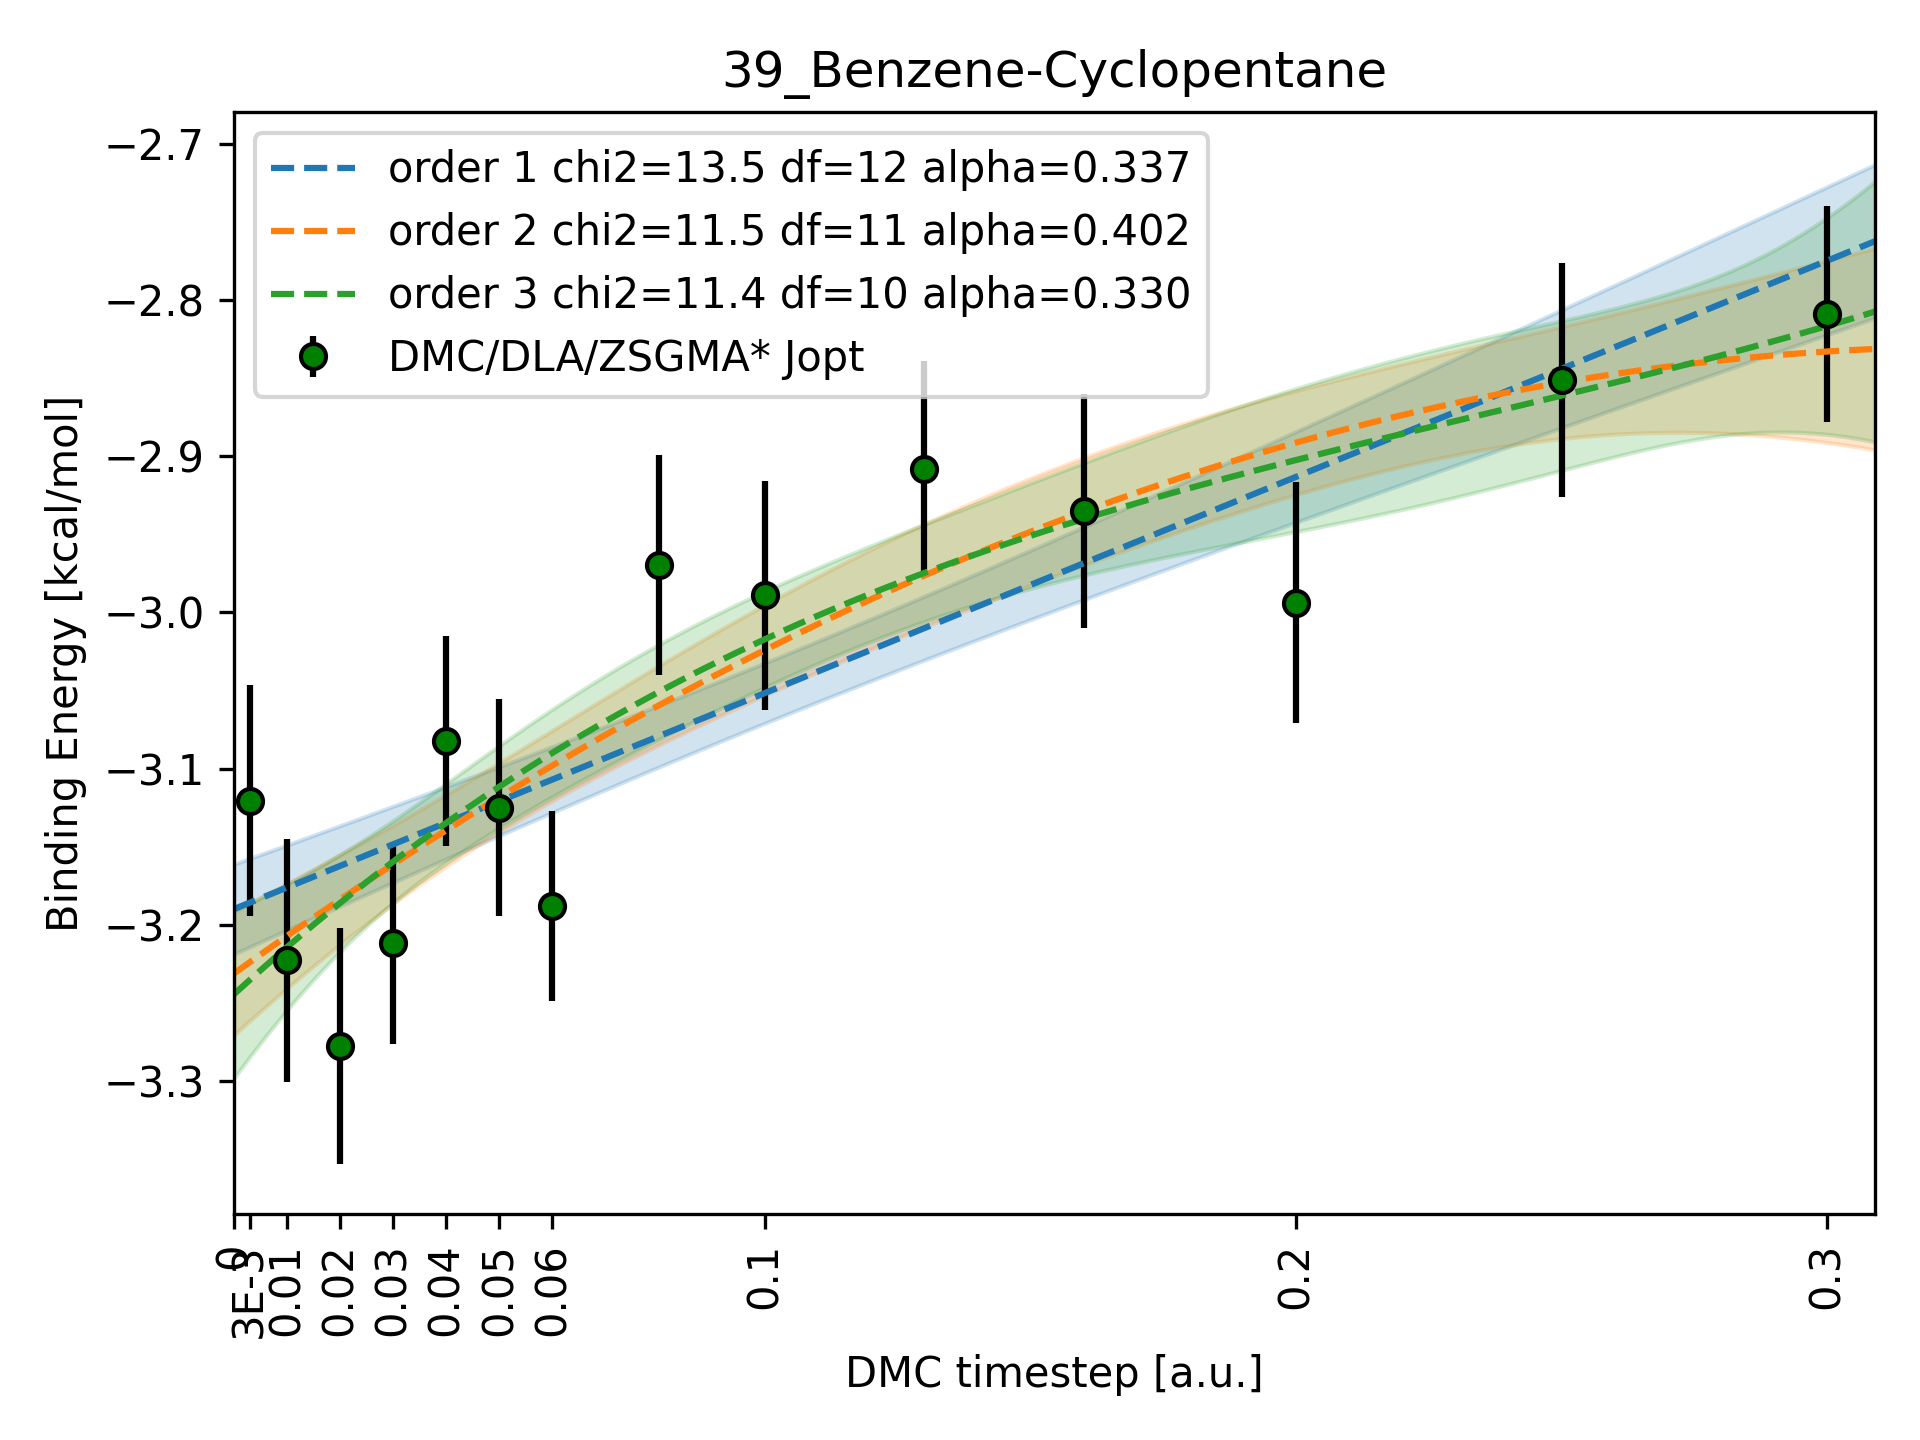 39_Benzene-Cyclopentane
order 1 chi2=13.5 df=12 alpha=0.337
order 2 chi2=11.5 df=11 alpha=0.402
order 3 chi2=11.4 df=10 alpha=0.330
DMC/DLA/ZSGMA* Jopt
Binding Energy [kcal/mol]
−2.7
−2.8
−2.9
−3.0
−3.1
−3.2
−3.3
0
3E-3
0.01
0.02
0.03
0.04
0.05
0.06
0.1
0.2
0.3
DMC timestep [a.u.]